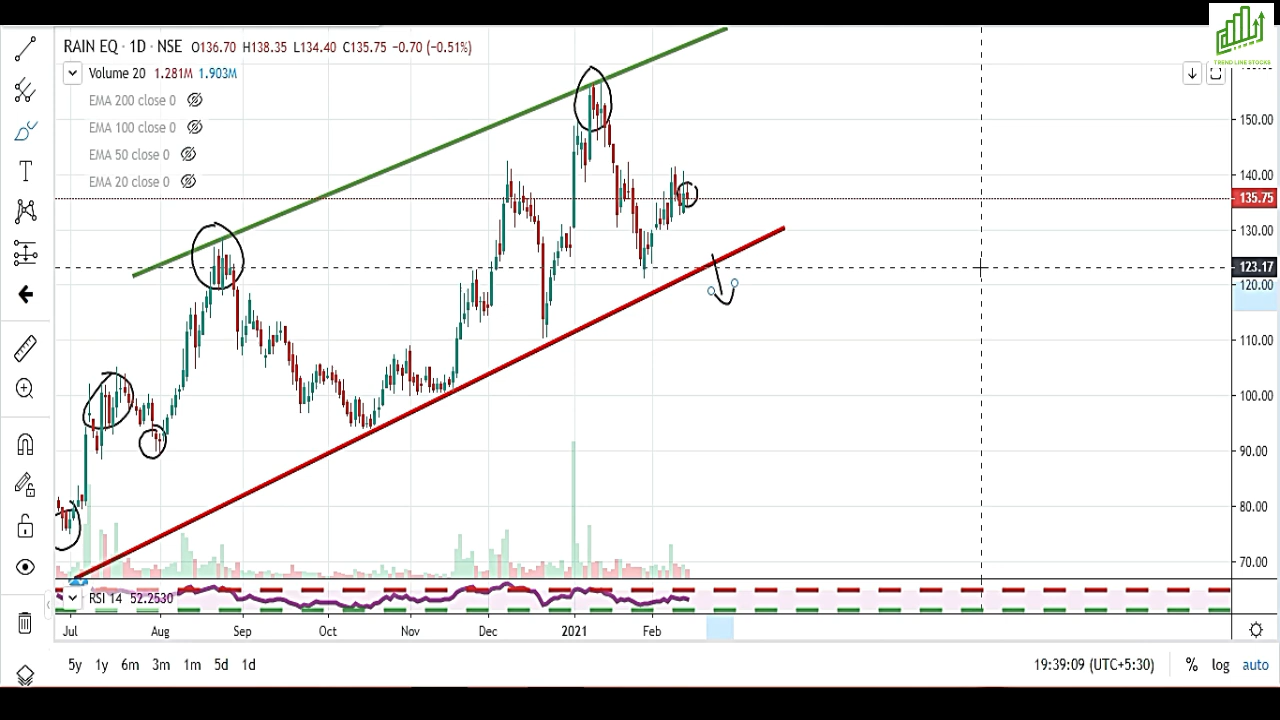 RAIN EQ · 1D · NSE O136.70 H138.35 L134.40 C135.75 −0.70 (−0.51%)
TREND LINE STOCKS
Volume 20 1.281M 1.903M
EMA 200 close 0
EMA 100 close 0
EMA 50 close 0
EMA 20 close 0
150.00
140.00
135.75
130.00
123.17
120.00
110.00
100.00
90.00
80.00
70.00
RSI 14 52.2530
Jul Aug Sep Oct Nov Dec 2021 Feb
5y 1y 6m 3m 1m 5d 1d 19:39:09 (UTC+5:30) % log auto